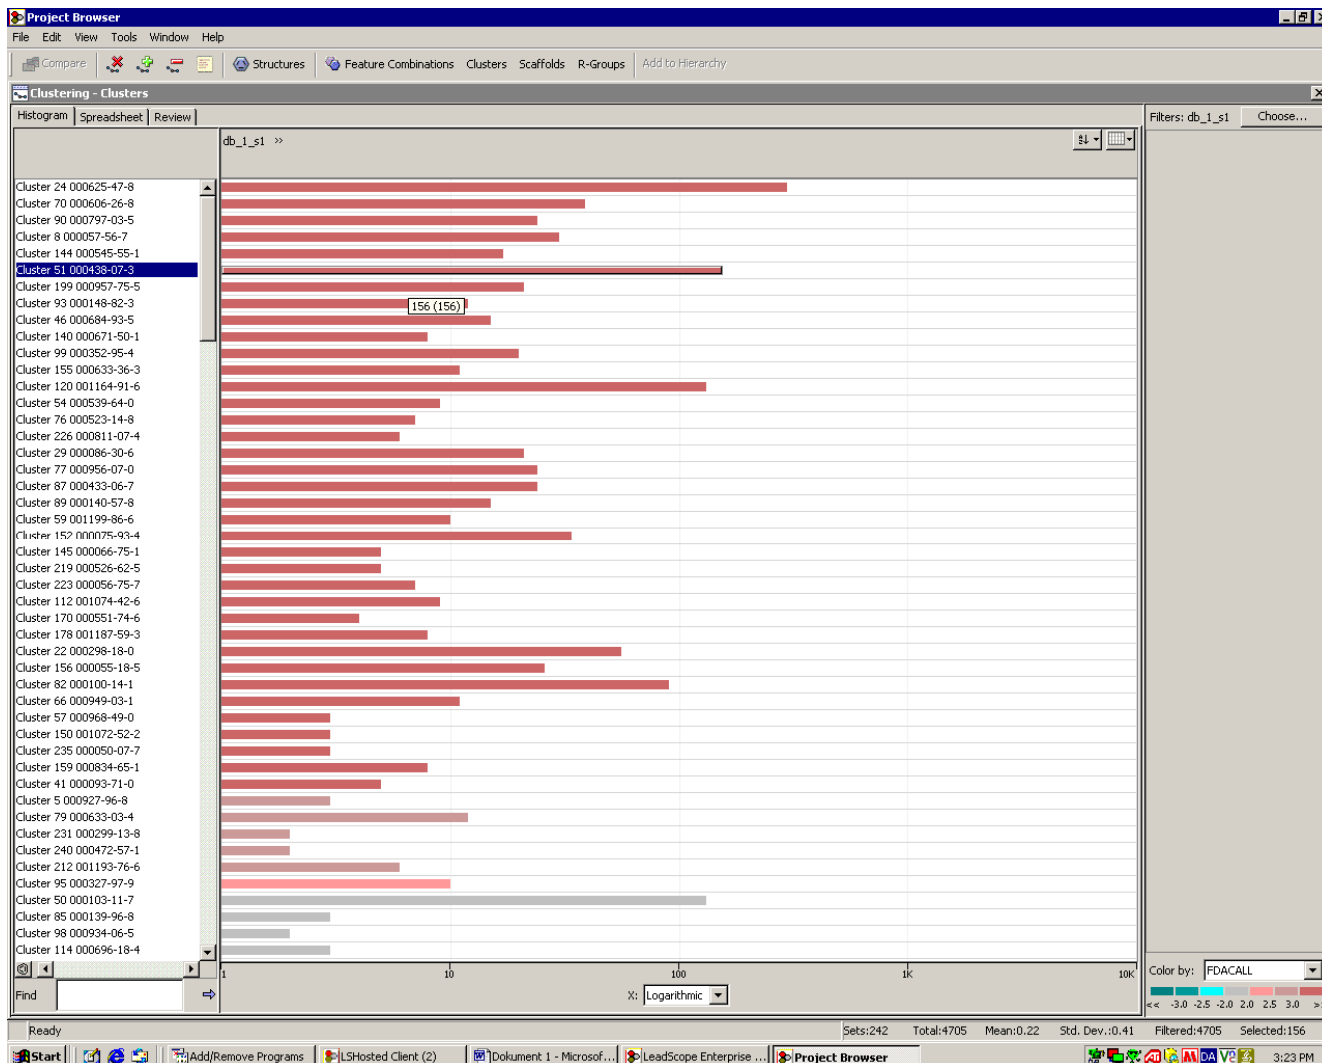 Project Browser
File Edit View Tools Window Help
Compare Structures Feature Combinations Clusters Scaffolds R-Groups Add to Hierarchy
Clustering - Clusters
Histogram Spreadsheet Review
Filters: db_1_s1 Choose...
db_1_s1 >>
Cluster 24 000625-47-8
Cluster 70 000606-26-8
Cluster 90 000797-03-5
Cluster 8 000057-56-7
Cluster 144 000545-55-1
Cluster 51 000438-07-3
Cluster 199 000957-75-5
Cluster 93 000148-82-3
156 (156)
Cluster 46 000684-93-5
Cluster 140 000671-50-1
Cluster 99 000352-95-4
Cluster 155 000633-36-3
Cluster 120 001164-91-6
Cluster 54 000539-64-0
Cluster 76 000523-14-8
Cluster 226 000811-07-4
Cluster 29 000086-30-6
Cluster 77 000956-07-0
Cluster 87 000433-06-7
Cluster 89 000140-57-8
Cluster 59 001199-86-6
Cluster 152 000075-93-4
Cluster 145 000066-75-1
Cluster 219 000526-62-5
Cluster 223 000056-75-7
Cluster 112 001074-42-6
Cluster 170 000551-74-6
Cluster 178 001187-59-3
Cluster 22 000298-18-0
Cluster 156 000055-18-5
Cluster 82 000100-14-1
Cluster 66 000949-03-1
Cluster 57 000968-49-0
Cluster 150 001072-52-2
Cluster 235 000050-07-7
Cluster 159 000834-65-1
Cluster 41 000093-71-0
Cluster 5 000927-96-8
Cluster 79 000633-03-4
Cluster 231 000299-13-8
Cluster 240 000472-57-1
Cluster 212 001193-76-6
Cluster 95 000327-97-9
Cluster 50 000103-11-7
Cluster 85 000139-96-8
Cluster 98 000934-06-5
Cluster 114 000696-18-4
1 10 100 1K 10K
Color by: FDACALL
Find
X: Logarithmic
<< -3.0 -2.5 -2.0 2.0 2.5 3.0 >
Ready Sets:242 Total:4705 Mean:0.22 Std. Dev.:0.41 Filtered:4705 Selected:156
Start Add/Remove Programs LSHosted Client (2) Dokument 1 - Microsof... LeadScope Enterprise ... Project Browser 3:23 PM